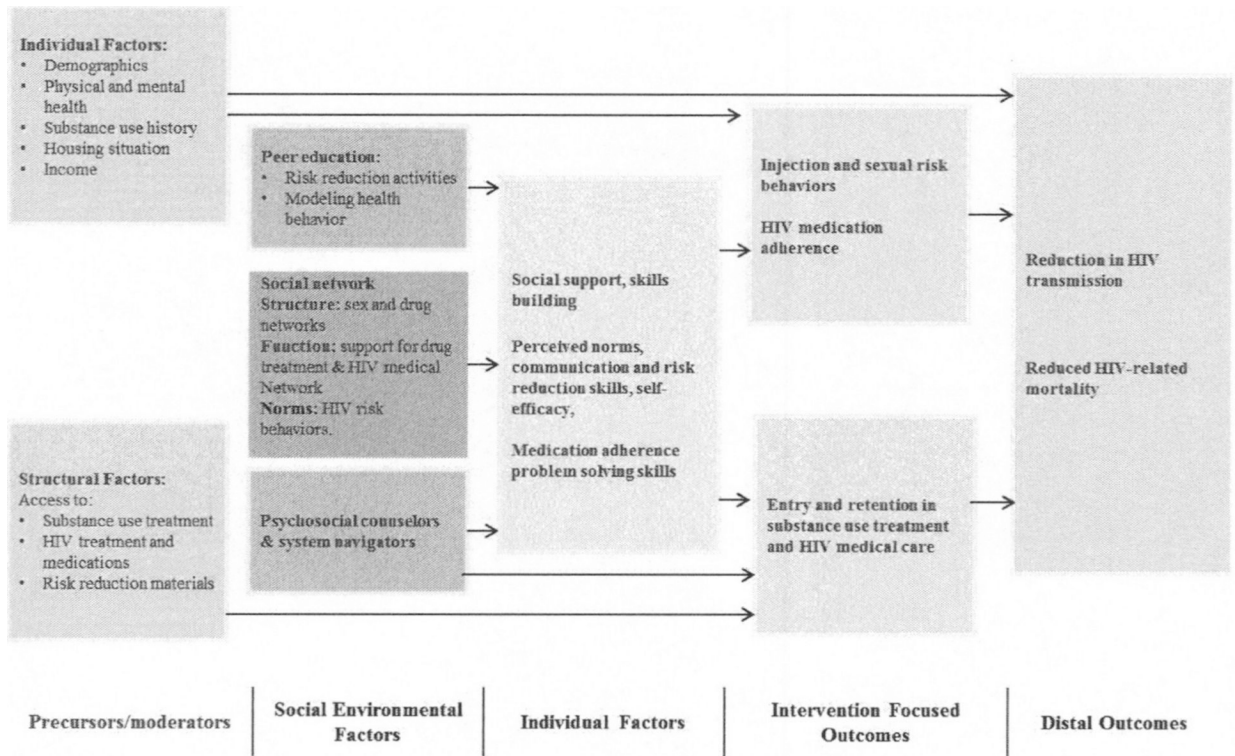 Individual Factors:
• Demographics
• Physical and mental
health
• Substance use history
• Housing situation
• Income
Structural Factors:
Access to:
• Substance use treatment
• HIV treatment and
medications
• Risk reduction materials
Peer education:
• Risk reduction activities
• Modeling health
behavior
Social network
Structure: sex and drug
networks
Function: support for drug
treatment & HIV medical
Network
Norms: HIV risk
behaviors.
Psychosocial counselors
& system navigators
Social support, skills
building
Perceived norms,
communication and risk
reduction skills, self-
efficacy,
Medication adherence
problem solving skills
Injection and sexual risk
behaviors
HIV medication
adherence
Entry and retention in
substance use treatment
and HIV medical care
Reduction in HIV
transmission
Reduced HIV-related
mortality
Precursors/moderators
Social Environmental
Factors
Individual Factors
Intervention Focused
Outcomes
Distal Outcomes